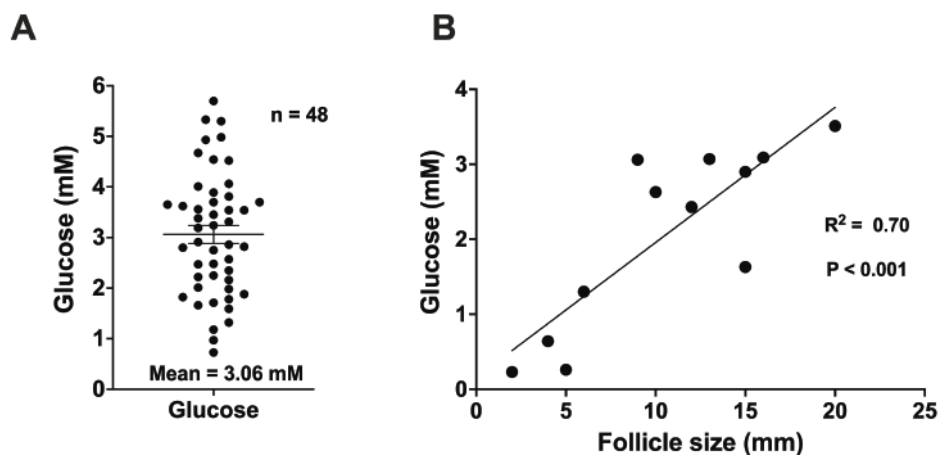 A
Glucose (mM)
6
5
4
3
2
1
0
n = 48
Mean = 3.06 mM
Glucose
B
Glucose (mM)
4
3
2
1
0
R² = 0.70
P < 0.001
0 5 10 15 20 25
Follicle size (mm)